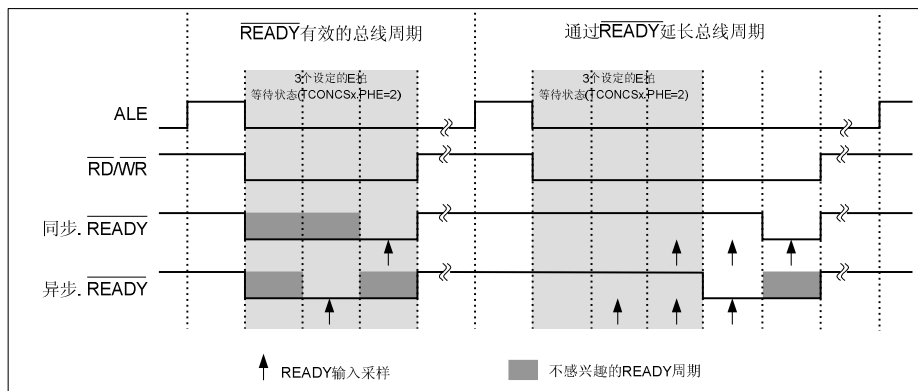 READY有效的总线周期
通过READY延长总线周期
3个设定的E拍
等待状态(TCONCSx.PHE=2)
3个设定的E拍
等待状态(TCONCSx.PHE=2)
ALE
RD/WR
同步. READY
异步. READY
READY输入采样
不感兴趣的READY周期